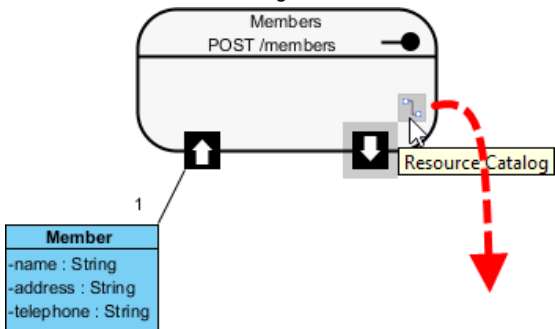 Members
POST /members
Resource Catalog
1
Member
-name : String
-address : String
-telephone : String